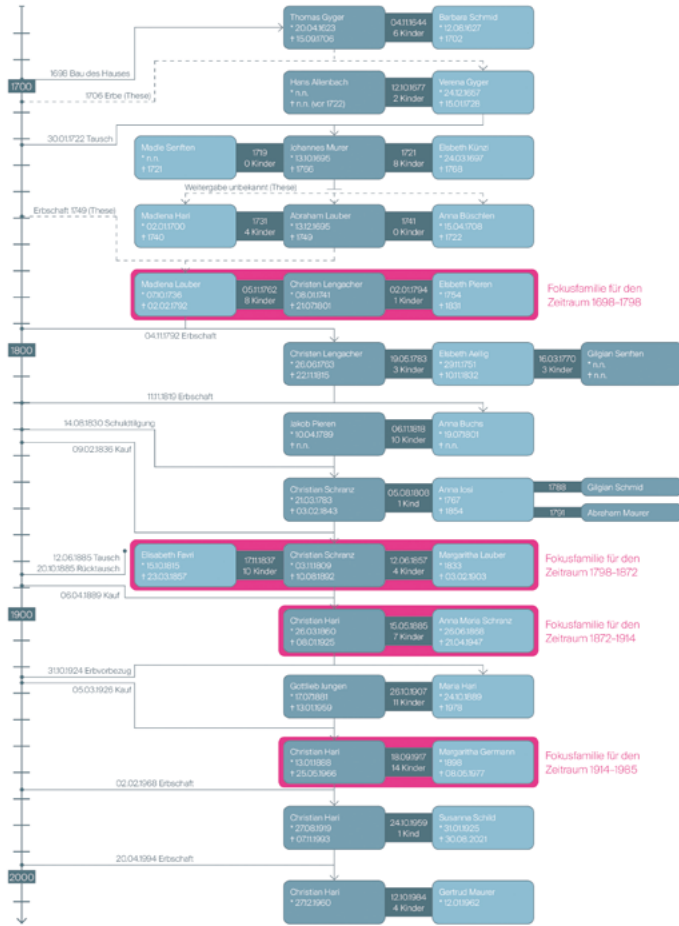 Thomas Gyger
* 20.04.1623
† 15.09.1706
04.11.1644
6 Kinder
Barbara Schmid
* 12.08.1627
† 1702
1698 Bau des Hauses
1700
1706 Erbe (These)
Hans Allenbach
* n.n.
† n.n. (vor 1722)
12.10.1677
2 Kinder
Verena Gyger
* 24.12.1657
† 15.01.1728
30.01.1722 Tausch
Madle Senften
* n.n.
† 1721
1719
0 Kinder
Johannes Murer
* 13.10.1695
† 1756
1721
8 Kinder
Elsbeth Künzi
* 24.03.1697
† 1768
Weitergabe unbekannt (These)
Erbschaft 1749 (These)
Madlena Hari
* 02.01.1700
† 1740
1731
4 Kinder
Abraham Lauber
* 13.12.1695
† 1749
1741
0 Kinder
Anna Büschlen
* 15.04.1708
† 1722
Madlena Lauber
* 07.10.1736
† 02.02.1792
05.11.1762
8 Kinder
Christen Lengacher
* 08.01.1741
† 21.07.1801
02.01.1794
1 Kind
Elsbeth Pieren
* 1754
† 1831
Fokusfamilie für den
Zeitraum 1698–1798
04.11.1792 Erbschaft
1800
Christen Lengacher
* 26.06.1763
† 22.11.1815
19.05.1783
3 Kinder
Elsbeth Aellig
* 29.11.1751
† 10.11.1832
16.03.1770
3 Kinder
Gilgian Senften
* n.n.
† n.n.
11.11.1819 Erbschaft
14.08.1830 Schuldtilgung
09.02.1836 Kauf
Jakob Pieren
* 10.04.1789
† n.n.
06.11.1818
10 Kinder
Anna Buchs
* 19.07.1801
† n.n.
Christian Schranz
* 21.03.1783
† 03.02.1843
05.08.1808
1 Kind
Anna Iosi
* 1767
† 1854
1788
Gilgian Schmid
1791
Abraham Maurer
12.06.1885 Tausch
20.10.1885 Rücktausch
Elisabeth
* 15.10.1815
† 23.03.1857
17.11.1837
10 Kinder
Christian Schranz
* 03.11.1809
† 10.08.1892
12.06.1857
4 Kinder
Margaritha Lauber
* 1833
† 03.02.1903
Fokusfamilie für den
Zeitraum 1798–1872
06.04.1889 Kauf
1900
Christian Hari
* 26.03.1860
† 08.01.1925
15.05.1885
7 Kinder
Anna Maria Schranz
* 26.06.1868
† 21.04.1947
Fokusfamilie für den
Zeitraum 1872–1914
31.10.1924 Erbvorbezug
05.03.1926 Kauf
Gottlieb Jungen
* 17.07.1881
† 13.01.1959
26.10.1907
11 Kinder
Maria Hari
* 24.10.1889
† 1978
Christian Hari
* 13.01.1888
† 25.05.1966
18.09.1917
14 Kinder
Margaritha Germann
* 1898
† 08.05.1977
Fokusfamilie für den
Zeitraum 1914–1985
02.02.1968 Erbschaft
Christian Hari
* 27.08.1919
† 07.11.1993
24.10.1959
1 Kind
Susanna Schild
* 31.01.1925
† 30.08.2021
20.04.1994 Erbschaft
2000
Christian Hari
* 27.12.1960
12.10.1984
4 Kinder
Gertrud Maurer
* 12.01.1962